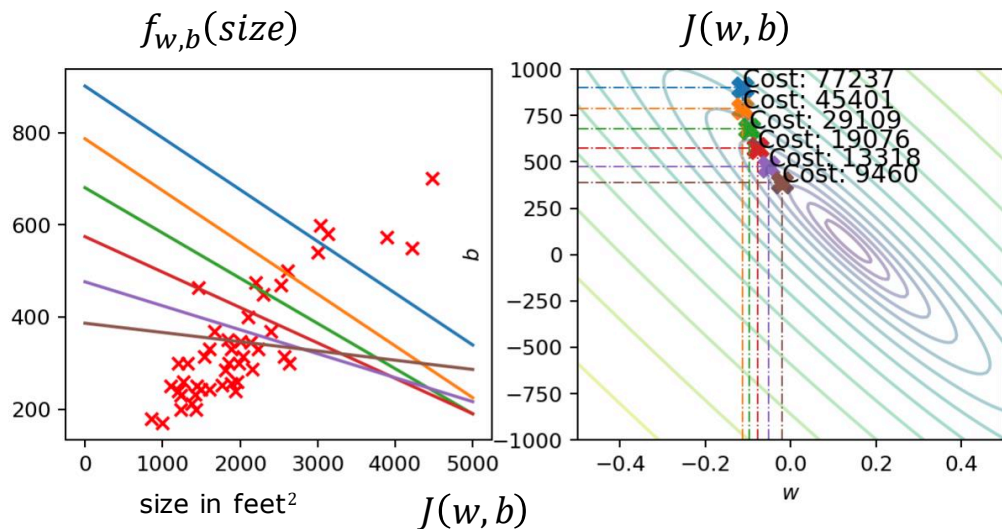 f_{w,b}(size)
J(w, b)
800
600
400
200
0
1000
2000
3000
4000
5000
size in feet²
1000
750
500
250
0
−250
−500
−750
−1000
b
Cost: 77237
Cost: 45401
Cost: 29109
Cost: 19076
Cost: 13318
Cost: 9460
−0.4
−0.2
0.0
0.2
0.4
w
J(w, b)